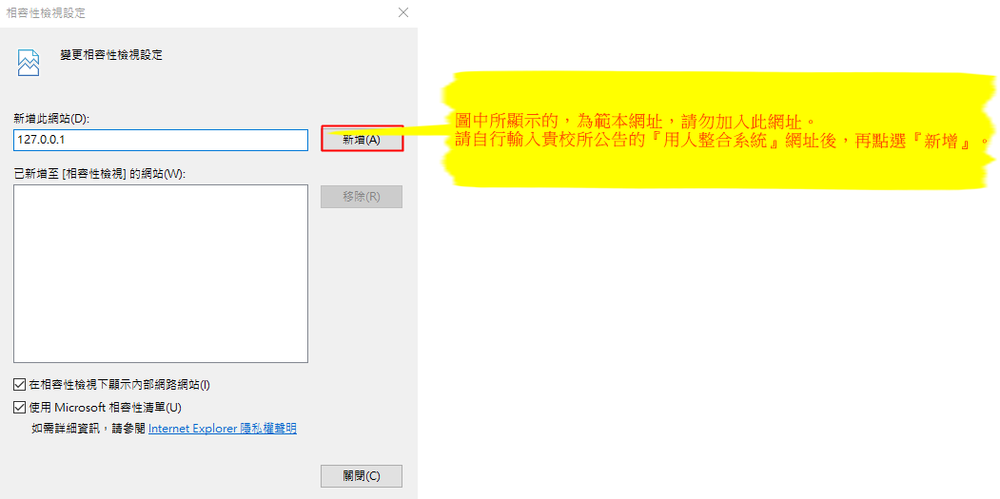 相容性檢視設定
變更相容性檢視設定
新增此網站(D):
127.0.0.1
新增(A)
圖中所顯示的，為範本網址，請勿加入此網址。
請自行輸入貴校所公告的『用人整合系統』網址後，再點選『新增』。
已新增至 [相容性檢視] 的網站(W):
移除(R)
在相容性檢視下顯示內部網路網站(I)
使用 Microsoft 相容性清單(U)
如需詳細資訊，請參閱 Internet Explorer 隱私權聲明
關閉(C)